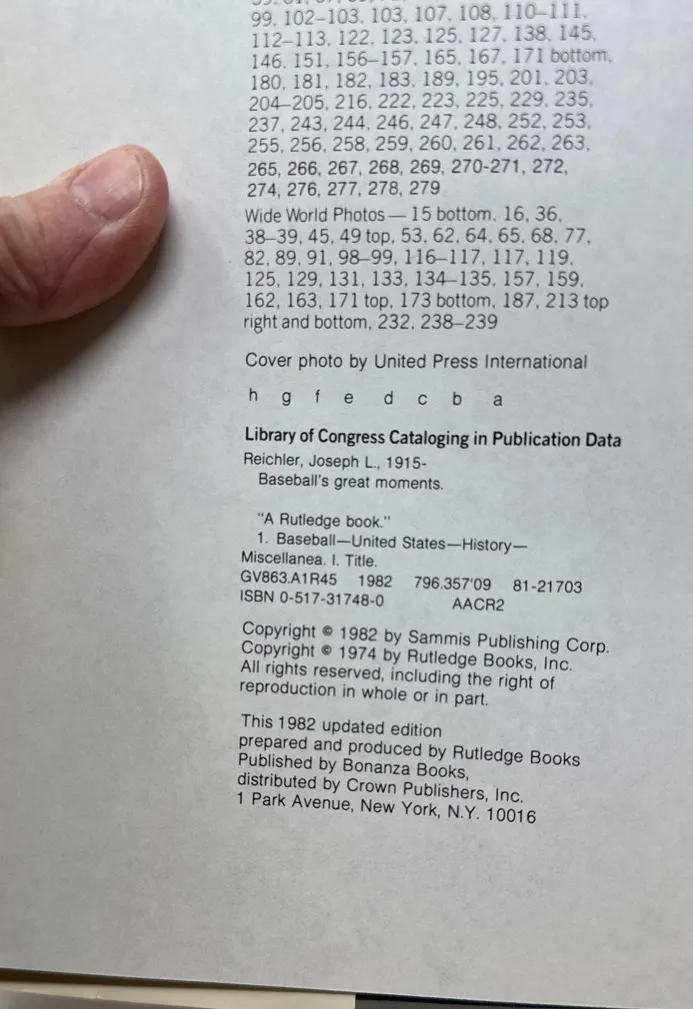 99, 102–103, 103, 107, 108, 110–111,
112–113, 122, 123, 125, 127, 138, 145,
146, 151, 156–157, 165, 167, 171 bottom,
180, 181, 182, 183, 189, 195, 201, 203,
204–205, 216, 222, 223, 225, 229, 235,
237, 243, 244, 246, 247, 248, 252, 253,
255, 256, 258, 259, 260, 261, 262, 263,
265, 266, 267, 268, 269, 270-271, 272,
274, 276, 277, 278, 279
Wide World Photos — 15 bottom, 16, 36,
38–39, 45, 49 top, 53, 62, 64, 65, 68, 77,
82, 89, 91, 98–99, 116–117, 117, 119,
125, 129, 131, 133, 134–135, 157, 159,
162, 163, 171 top, 173 bottom, 187, 213 top
right and bottom, 232, 238–239
Cover photo by United Press International
h g f e d c b a
Library of Congress Cataloging in Publication Data
Reichler, Joseph L., 1915-
Baseball's great moments.
"A Rutledge book."
1. Baseball—United States—History—
Miscellanea. I. Title.
GV863.A1R45 1982 796.357'09 81-21703
ISBN 0-517-31748-0 AACR2
Copyright © 1982 by Sammis Publishing Corp.
Copyright © 1974 by Rutledge Books, Inc.
All rights reserved, including the right of
reproduction in whole or in part.
This 1982 updated edition
prepared and produced by Rutledge Books
Published by Bonanza Books,
distributed by Crown Publishers, Inc.
1 Park Avenue, New York, N.Y. 10016